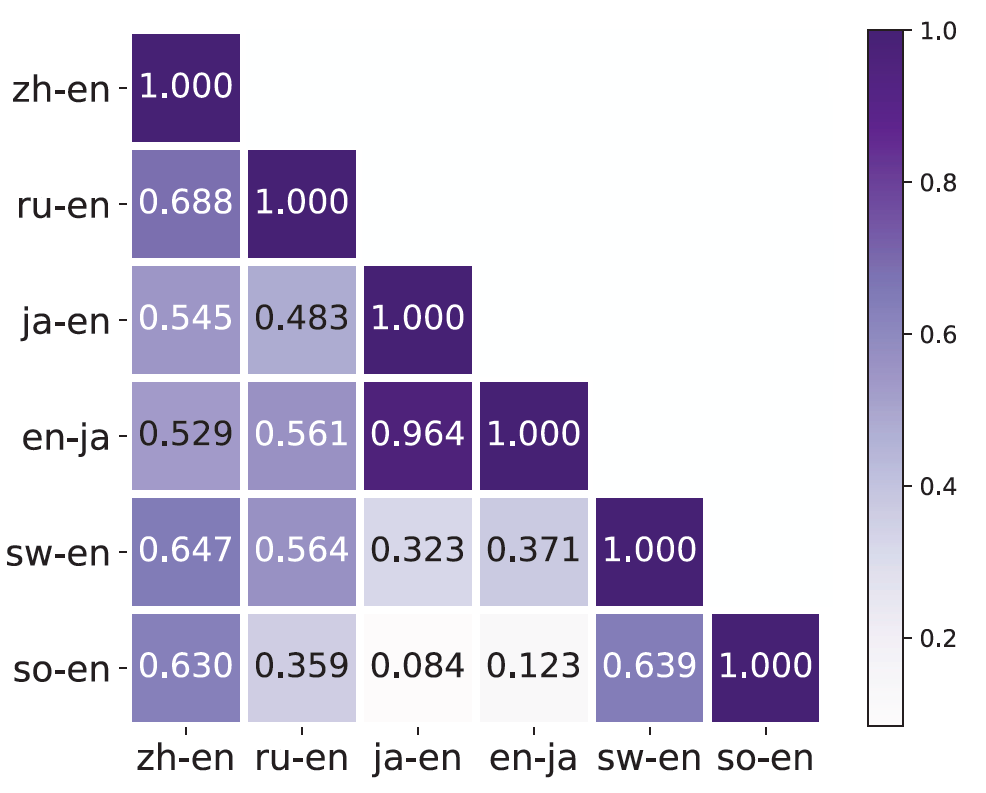 zh-en 1.000
ru-en 0.688 1.000
ja-en 0.545 0.483 1.000
en-ja 0.529 0.561 0.964 1.000
sw-en 0.647 0.564 0.323 0.371 1.000
so-en 0.630 0.359 0.084 0.123 0.639 1.000
zh-en ru-en ja-en en-ja sw-en so-en
1.0
0.8
0.6
0.4
0.2